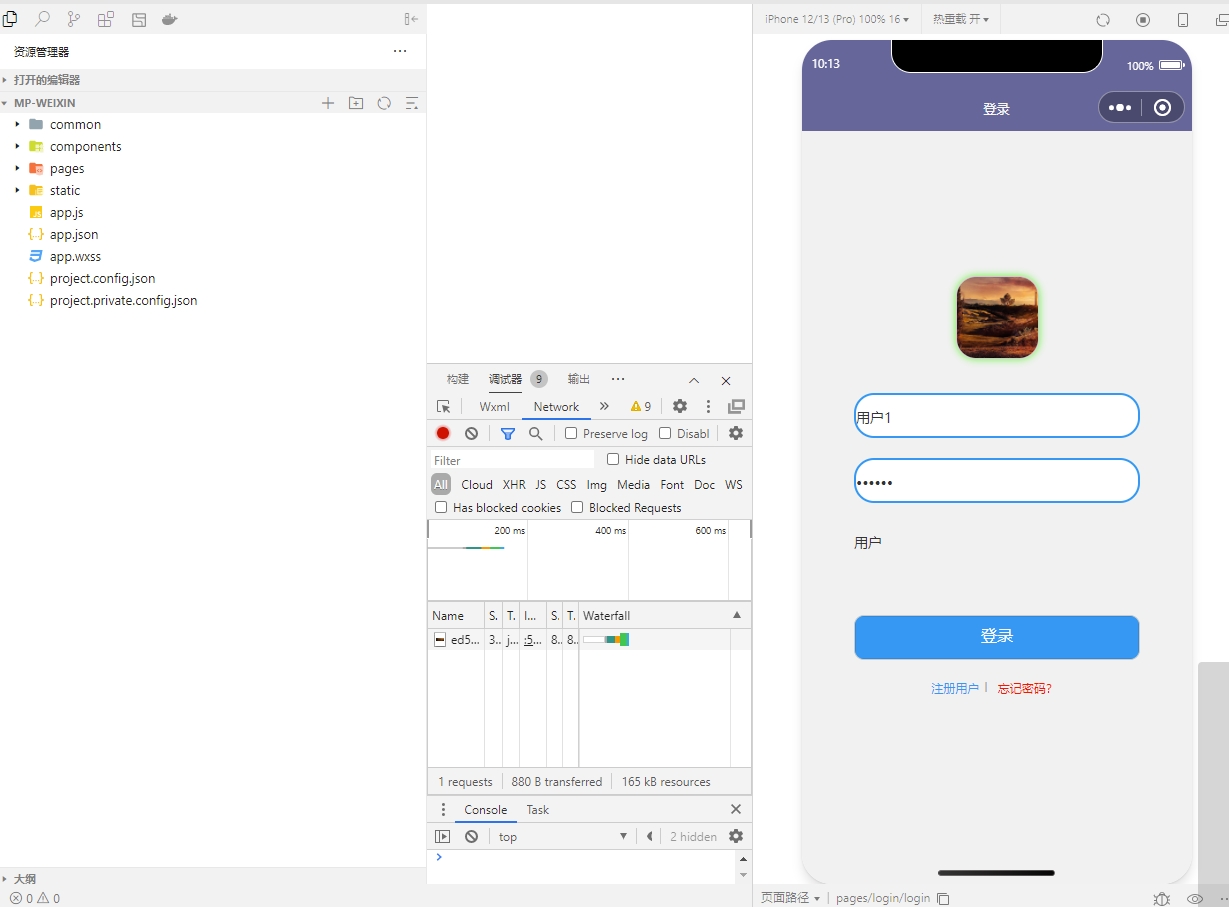 资源管理器
打开的编辑器
MP-WEIXIN
common
components
pages
static
app.js
app.json
app.wxss
project.config.json
project.private.config.json
大纲
0 0
构建 调试器 9 输出
Wxml Network 9
Preserve log Disabl
Filter Hide data URLs
All Cloud XHR JS CSS Img Media Font Doc WS
Has blocked cookies Blocked Requests
200 ms 400 ms 600 ms
Name S. T. I... S. T. Waterfall
ed5... 3.. j... :5... 8.. 8..
1 requests 880 B transferred 165 kB resources
Console Task
top 2 hidden
iPhone 12/13 (Pro) 100% 16 热重载 开
10:13 100%
登录
用户1
••••••
用户
登录
注册用户 | 忘记密码?
页面路径 pages/login/login